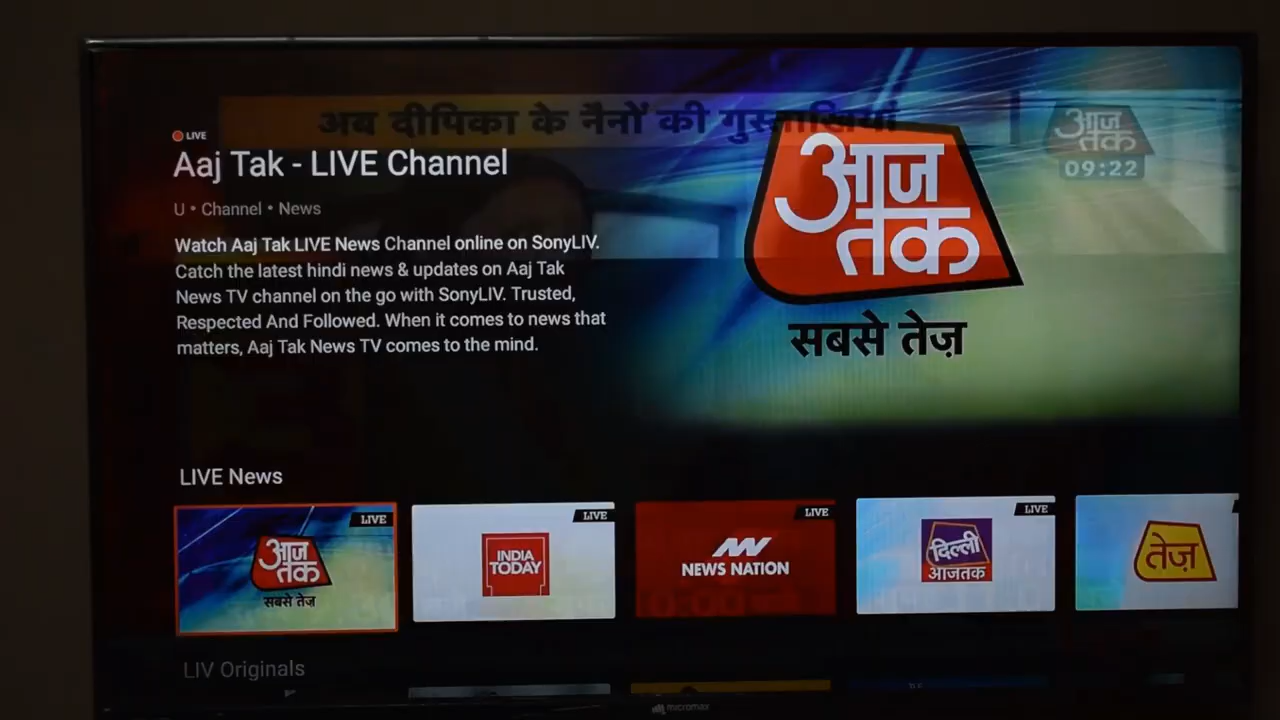 अब दीपिका के नैनों की गुस्ताखियां
आज तक
09:22
LIVE
Aaj Tak - LIVE Channel
U • Channel • News
Watch Aaj Tak LIVE News Channel online on SonyLIV.
Catch the latest hindi news & updates on Aaj Tak
News TV channel on the go with SonyLIV. Trusted,
Respected And Followed. When it comes to news that
matters, Aaj Tak News TV comes to the mind.
आज
तक
सबसे तेज़
LIVE News
LIVE
आज
तक
सबसे तेज़
LIVE
INDIA
TODAY
LIVE
NEWS NATION
LIVE
दिल्ली
आजतक
तेज़
LIV Originals
micromax